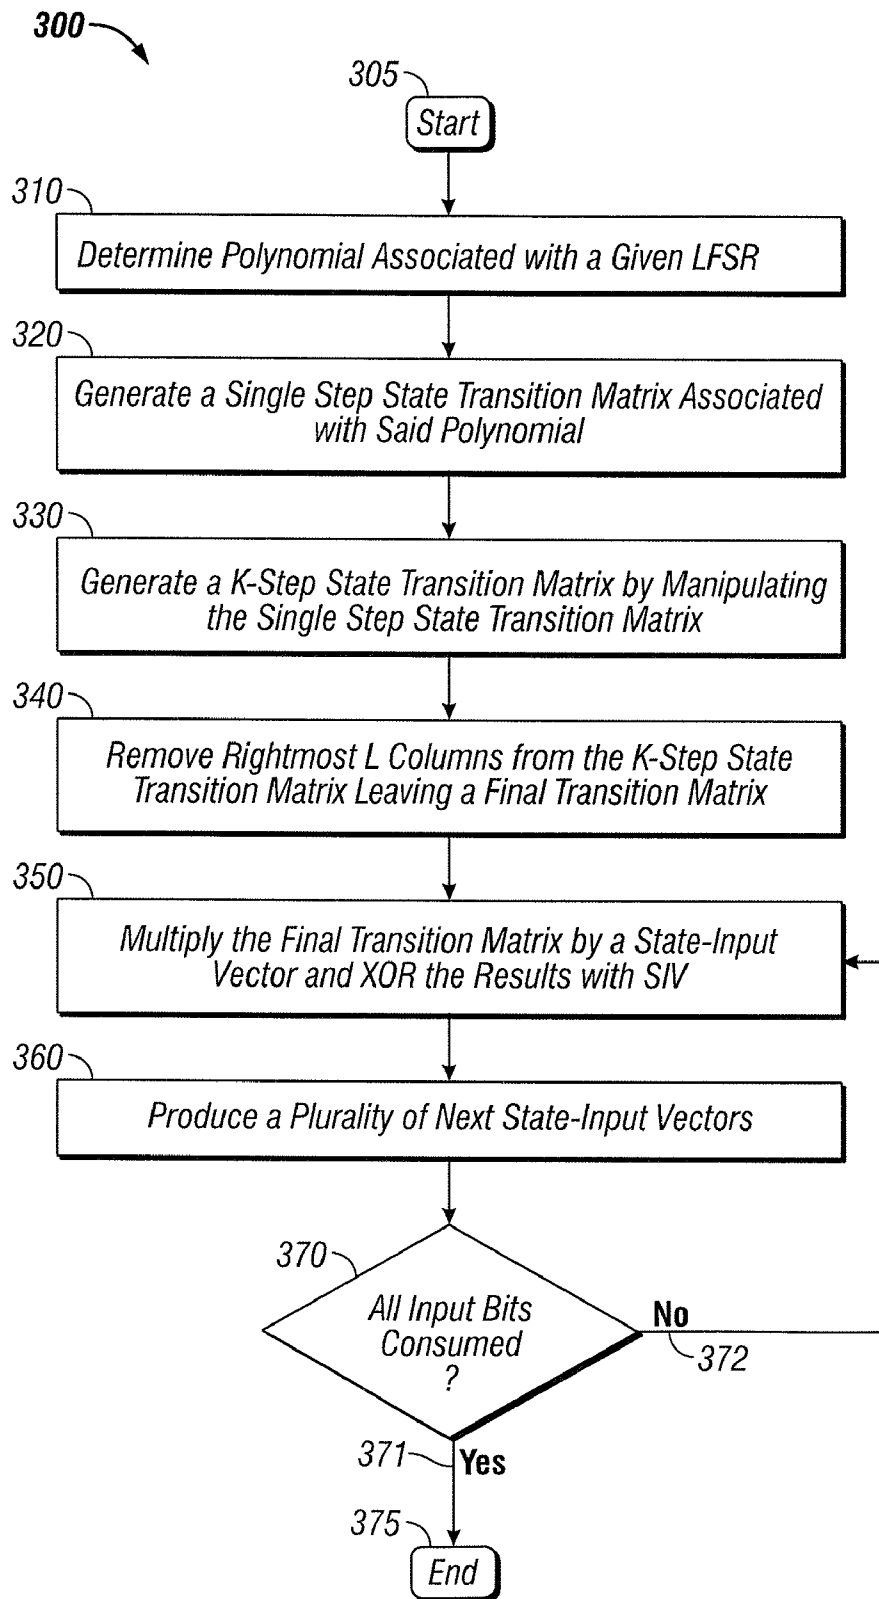 300
305
Start
310
Determine Polynomial Associated with a Given LFSR
320
Generate a Single Step State Transition Matrix Associated
with Said Polynomial
330
Generate a K-Step State Transition Matrix by Manipulating
the Single Step State Transition Matrix
340
Remove Rightmost L Columns from the K-Step State
Transition Matrix Leaving a Final Transition Matrix
350
Multiply the Final Transition Matrix by a State-Input
Vector and XOR the Results with SIV
360
Produce a Plurality of Next State-Input Vectors
370
All Input Bits
Consumed
?
No
372
371
Yes
375
End